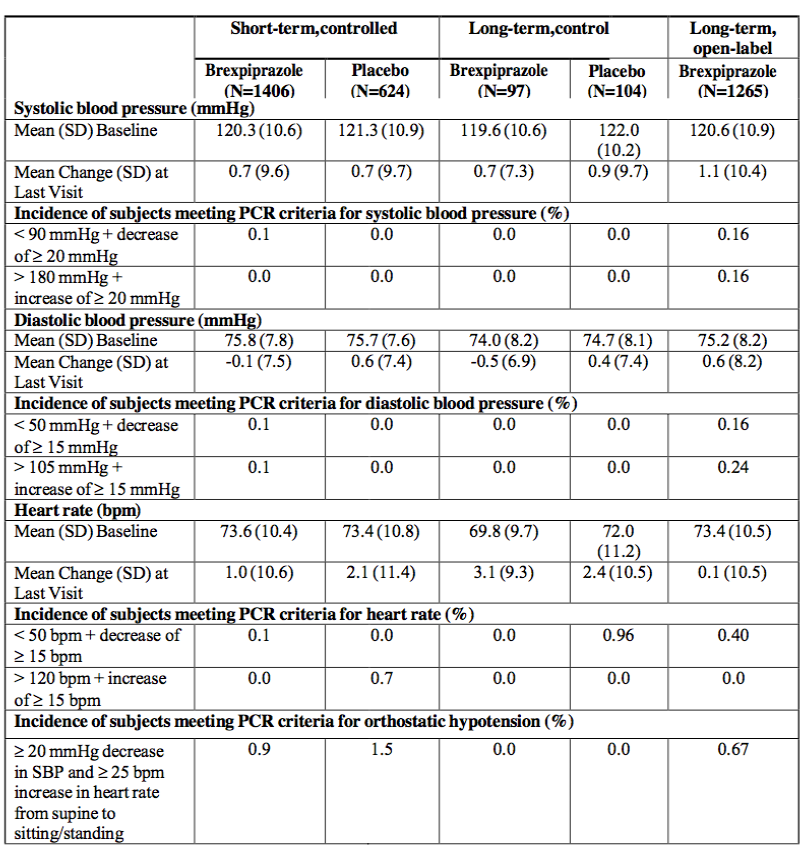 Short-term,controlled Long-term,control Long-term,
open-label
Brexpiprazole Placebo Brexpiprazole Placebo Brexpiprazole
(N=1406) (N=624) (N=97) (N=104) (N=1265)
Systolic blood pressure (mmHg)
Mean (SD) Baseline 120.3 (10.6) 121.3 (10.9) 119.6 (10.6) 122.0 120.6 (10.9)
(10.2)
Mean Change (SD) at 0.7 (9.6) 0.7 (9.7) 0.7 (7.3) 0.9 (9.7) 1.1 (10.4)
Last Visit
Incidence of subjects meeting PCR criteria for systolic blood pressure (%)
< 90 mmHg + decrease 0.1 0.0 0.0 0.0 0.16
of ≥ 20 mmHg
> 180 mmHg + 0.0 0.0 0.0 0.0 0.16
increase of ≥ 20 mmHg
Diastolic blood pressure (mmHg)
Mean (SD) Baseline 75.8 (7.8) 75.7 (7.6) 74.0 (8.2) 74.7 (8.1) 75.2 (8.2)
Mean Change (SD) at -0.1 (7.5) 0.6 (7.4) -0.5 (6.9) 0.4 (7.4) 0.6 (8.2)
Last Visit
Incidence of subjects meeting PCR criteria for diastolic blood pressure (%)
< 50 mmHg + decrease 0.1 0.0 0.0 0.0 0.16
of ≥ 15 mmHg
> 105 mmHg + 0.1 0.0 0.0 0.0 0.24
increase of ≥ 15 mmHg
Heart rate (bpm)
Mean (SD) Baseline 73.6 (10.4) 73.4 (10.8) 69.8 (9.7) 72.0 73.4 (10.5)
(11.2)
Mean Change (SD) at 1.0 (10.6) 2.1 (11.4) 3.1 (9.3) 2.4 (10.5) 0.1 (10.5)
Last Visit
Incidence of subjects meeting PCR criteria for heart rate (%)
< 50 bpm + decrease of 0.1 0.0 0.0 0.96 0.40
≥ 15 bpm
> 120 bpm + increase 0.0 0.7 0.0 0.0 0.0
of ≥ 15 bpm
Incidence of subjects meeting PCR criteria for orthostatic hypotension (%)
≥ 20 mmHg decrease 0.9 1.5 0.0 0.0 0.67
in SBP and ≥ 25 bpm
increase in heart rate
from supine to
sitting/standing